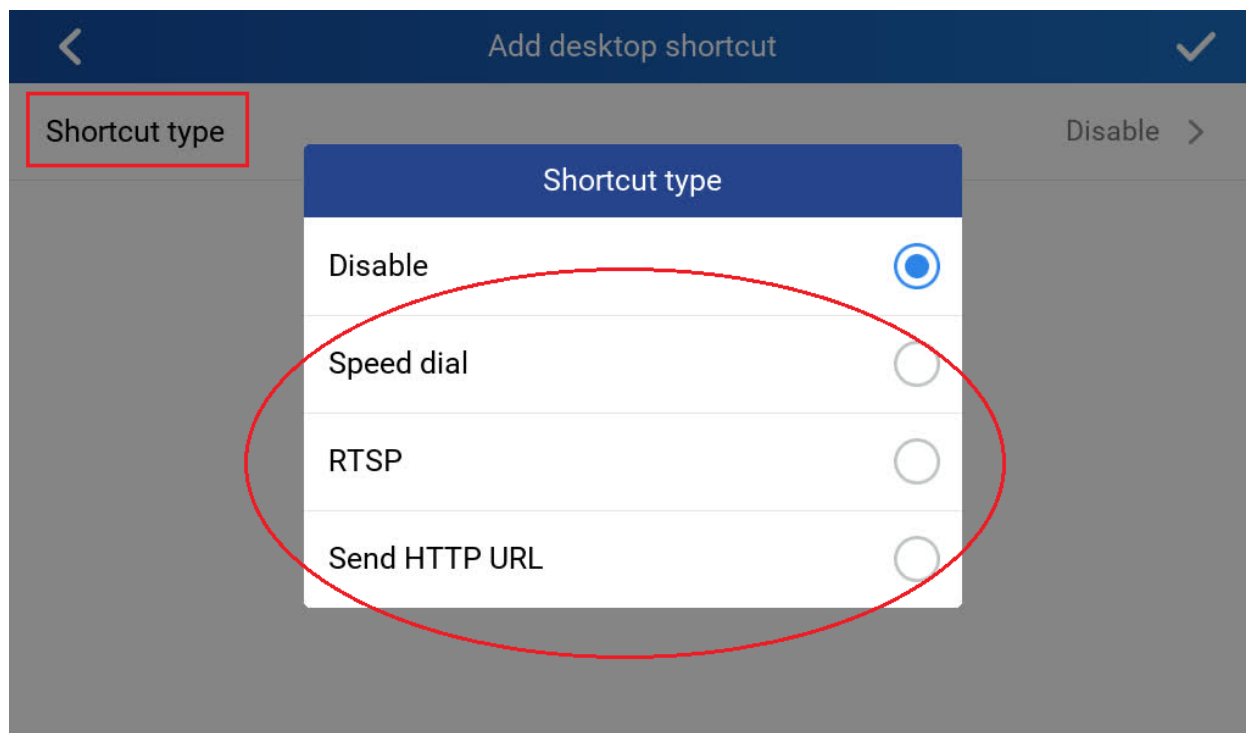 Add desktop shortcut
Shortcut type
Disable
Shortcut type
Disable
Speed dial
RTSP
Send HTTP URL